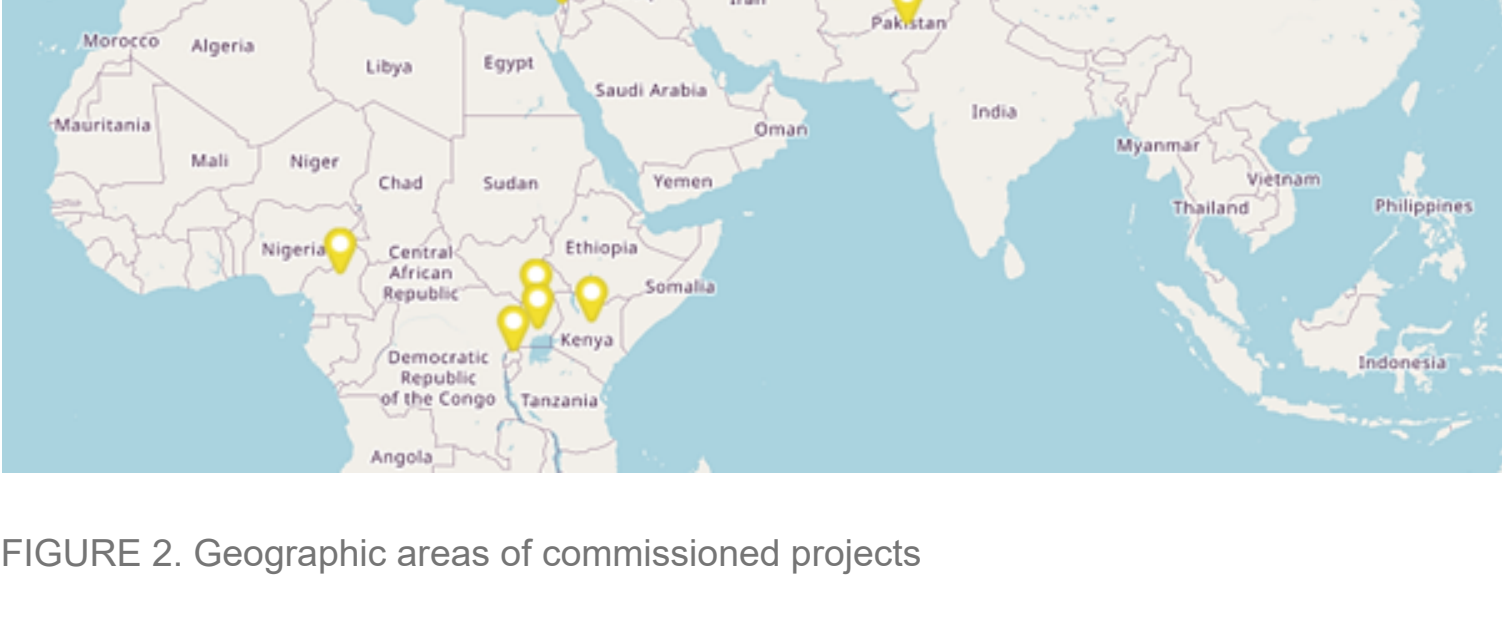 Iran
Pakistan
Morocco
Algeria
Libya
Egypt
Saudi Arabia
India
Mauritania
Oman
Mali
Niger
Chad
Sudan
Yemen
Myanmar
Vietnam
Thailand
Philippines
Nigeria
Central
African
Republic
Ethiopia
Somalia
Kenya
Democratic
Republic
of the Congo
Tanzania
Indonesia
Angola
FIGURE 2. Geographic areas of commissioned projects